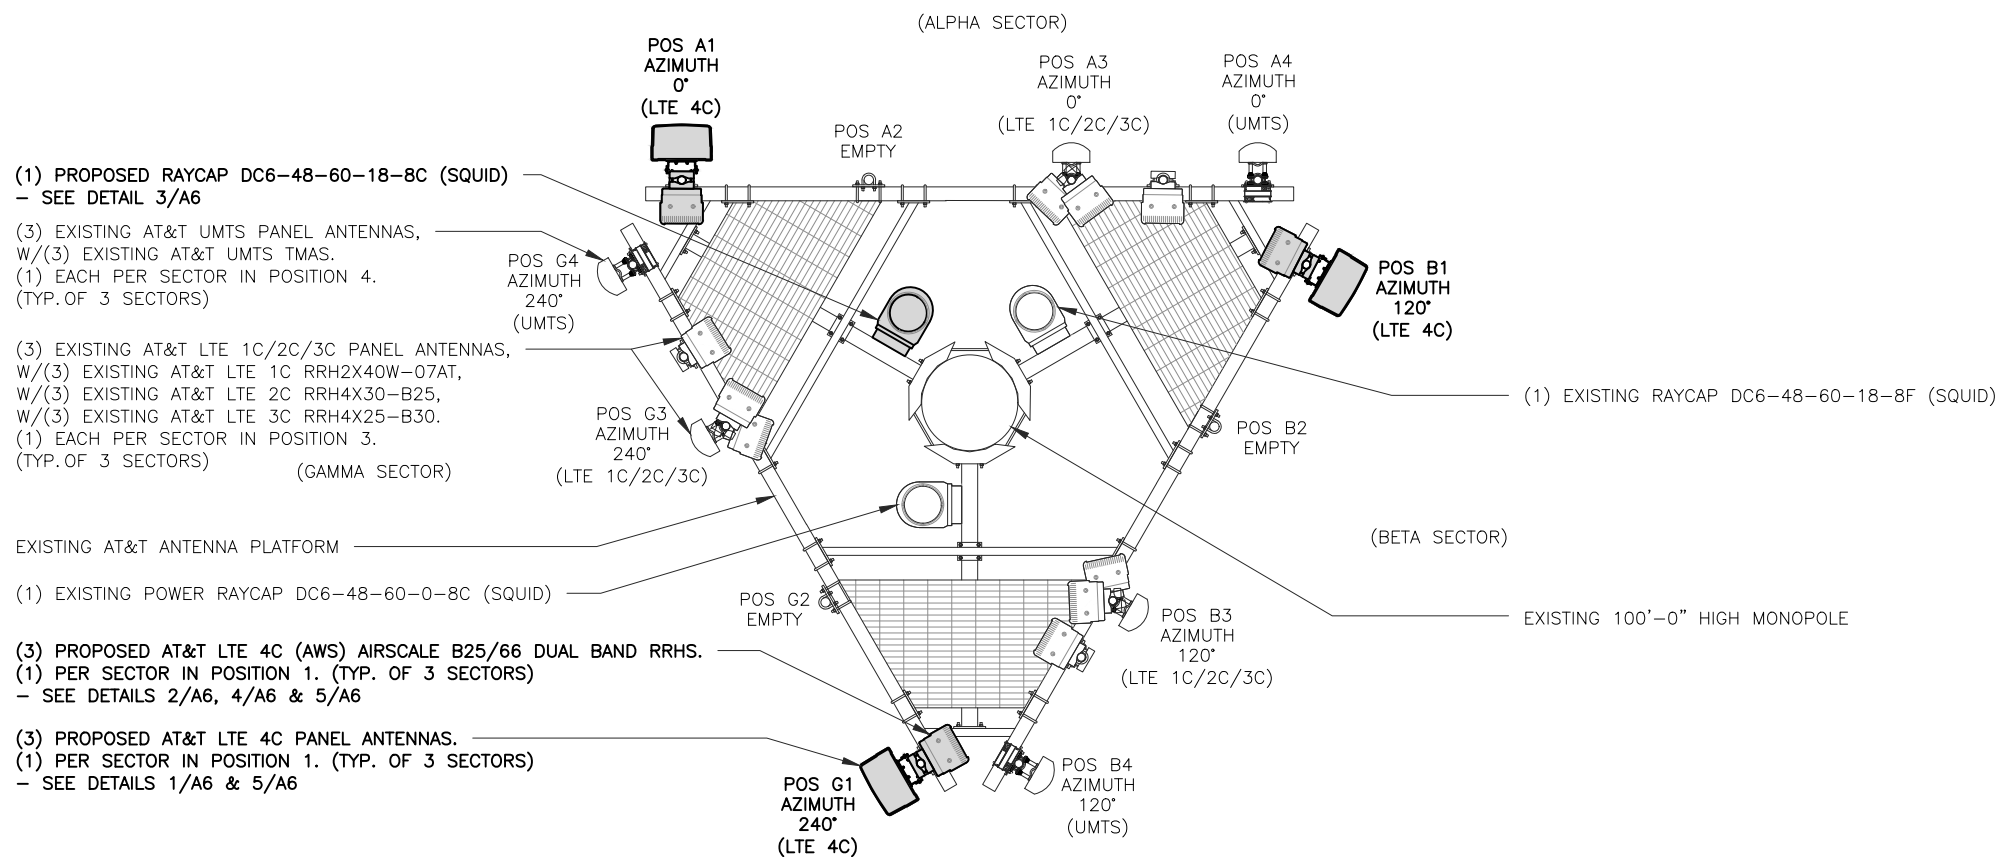 (ALPHA SECTOR)
POS A1
AZIMUTH
0°
(LTE 4C)
POS A2
EMPTY
POS A3
AZIMUTH
0°
(LTE 1C/2C/3C)
POS A4
AZIMUTH
0°
(UMTS)
(1) PROPOSED RAYCAP DC6-48-60-18-8C (SQUID)
- SEE DETAIL 3/A6
(3) EXISTING AT&T UMTS PANEL ANTENNAS,
W/(3) EXISTING AT&T UMTS TMAS.
(1) EACH PER SECTOR IN POSITION 4.
(TYP.OF 3 SECTORS)
POS G4
AZIMUTH
240°
(UMTS)
POS B1
AZIMUTH
120°
(LTE 4C)
(3) EXISTING AT&T LTE 1C/2C/3C PANEL ANTENNAS,
W/(3) EXISTING AT&T LTE 1C RRH2X40W-07AT,
W/(3) EXISTING AT&T LTE 2C RRH4X30-B25,
W/(3) EXISTING AT&T LTE 3C RRH4X25-B30.
(1) EACH PER SECTOR IN POSITION 3.
(TYP.OF 3 SECTORS)
(GAMMA SECTOR)
POS G3
AZIMUTH
240°
(LTE 1C/2C/3C)
(1) EXISTING RAYCAP DC6-48-60-18-8F (SQUID)
POS B2
EMPTY
EXISTING AT&T ANTENNA PLATFORM
(BETA SECTOR)
(1) EXISTING POWER RAYCAP DC6-48-60-0-8C (SQUID)
POS G2
EMPTY
POS B3
AZIMUTH
120°
(LTE 1C/2C/3C)
EXISTING 100'-0" HIGH MONOPOLE
(3) PROPOSED AT&T LTE 4C (AWS) AIRSCALE B25/66 DUAL BAND RRHS.
(1) PER SECTOR IN POSITION 1. (TYP. OF 3 SECTORS)
- SEE DETAILS 2/A6, 4/A6 & 5/A6
(3) PROPOSED AT&T LTE 4C PANEL ANTENNAS.
(1) PER SECTOR IN POSITION 1. (TYP. OF 3 SECTORS)
- SEE DETAILS 1/A6 & 5/A6
POS G1
AZIMUTH
240°
(LTE 4C)
POS B4
AZIMUTH
120°
(UMTS)